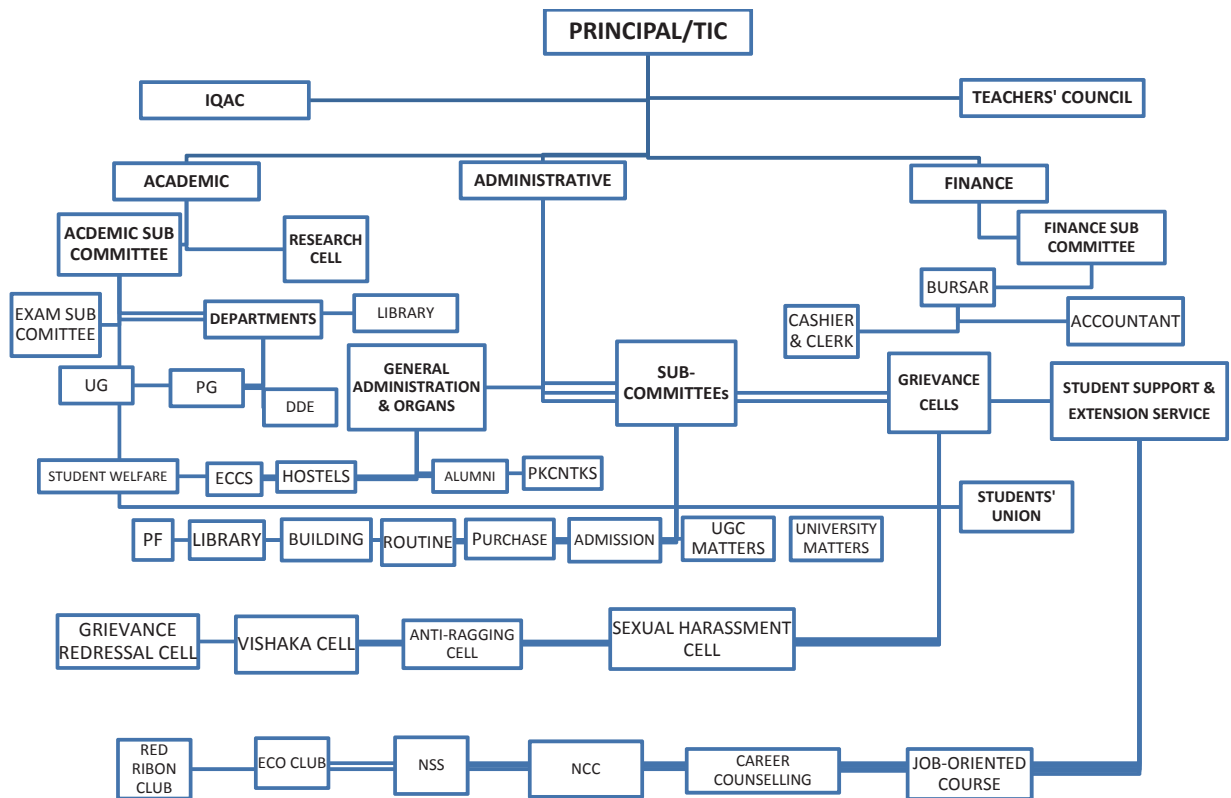 PRINCIPAL/TIC
IQAC
TEACHERS' COUNCIL
ACADEMIC
ADMINISTRATIVE
FINANCE
ACDEMIC SUB
COMMITTEE
RESEARCH
CELL
FINANCE SUB
COMMITTEE
BURSAR
EXAM SUB
COMITTEE
DEPARTMENTS
LIBRARY
CASHIER
& CLERK
ACCOUNTANT
UG
PG
DDE
GENERAL
ADMINISTRATION
& ORGANS
SUB-
COMMITTEEs
GRIEVANCE
CELLS
STUDENT SUPPORT &
EXTENSION SERVICE
STUDENT WELFARE
ECCS
HOSTELS
ALUMNI
PKCNTKS
STUDENTS'
UNION
PF
LIBRARY
BUILDING
ROUTINE
PURCHASE
ADMISSION
UGC
MATTERS
UNIVERSITY
MATTERS
GRIEVANCE
REDRESSAL CELL
VISHAKA CELL
ANTI-RAGGING
CELL
SEXUAL HARASSMENT
CELL
RED
RIBON
CLUB
ECO CLUB
NSS
NCC
CAREER
COUNSELLING
JOB-ORIENTED
COURSE